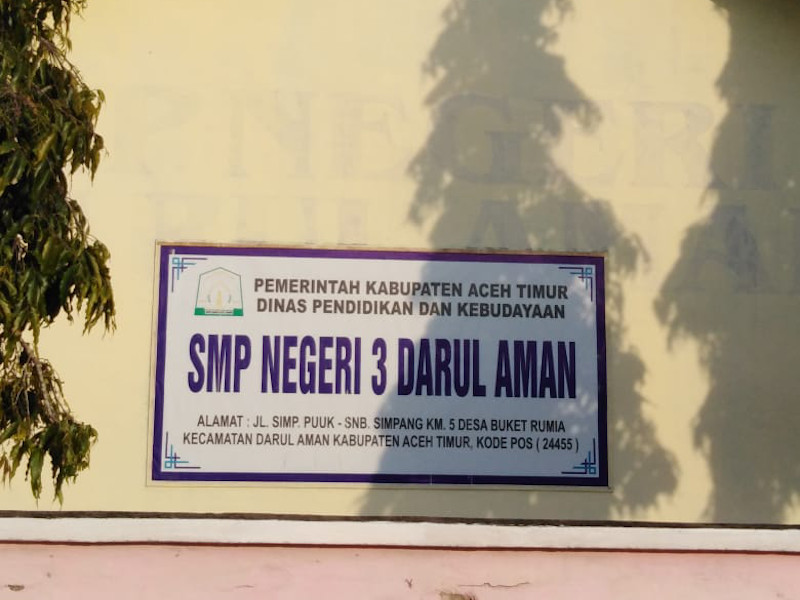 NEGERI
PEMERINTAH KABUPATEN ACEH TIMUR
DINAS PENDIDIKAN DAN KEBUDAYAAN
SMP NEGERI 3 DARUL AMAN
ALAMAT : JL. SIMP. PUUK - SNB. SIMPANG KM. 5 DESA BUKET RUMIA
KECAMATAN DARUL AMAN KABUPATEN ACEH TIMUR, KODE POS ( 24455 )